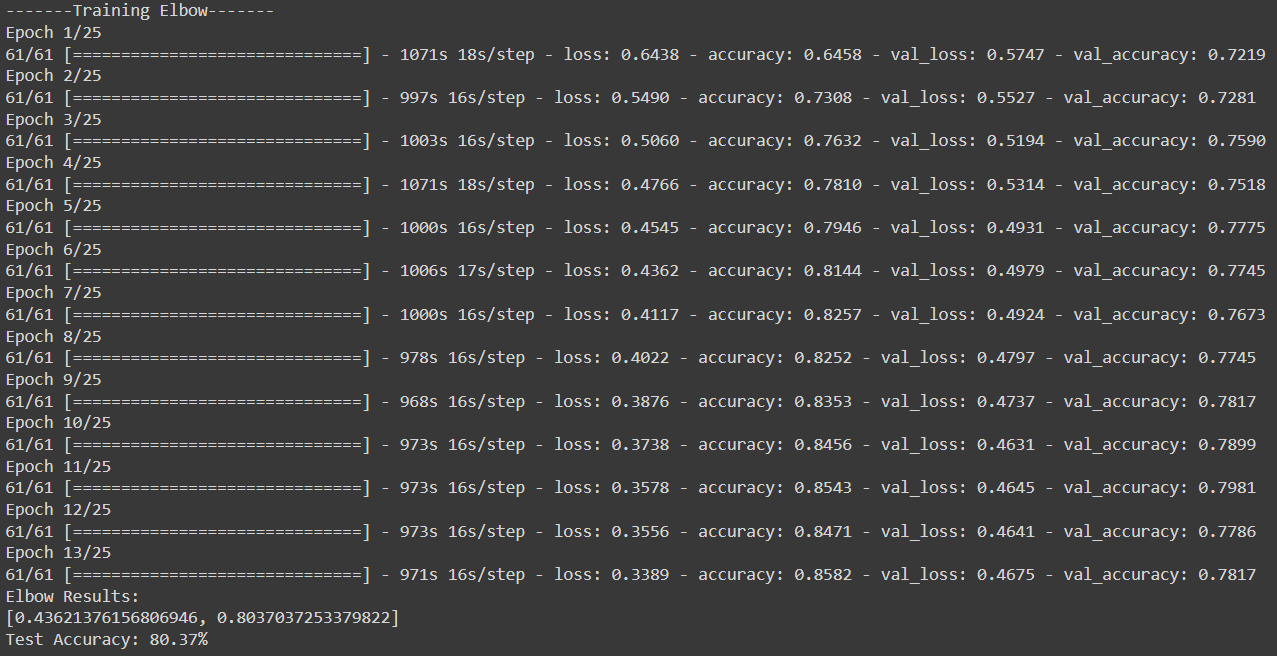 -------Training Elbow-------
Epoch 1/25
61/61 [==============================] - 1071s 18s/step - loss: 0.6438 - accuracy: 0.6458 - val_loss: 0.5747 - val_accuracy: 0.7219
Epoch 2/25
61/61 [==============================] - 997s 16s/step - loss: 0.5490 - accuracy: 0.7308 - val_loss: 0.5527 - val_accuracy: 0.7281
Epoch 3/25
61/61 [==============================] - 1003s 16s/step - loss: 0.5060 - accuracy: 0.7632 - val_loss: 0.5194 - val_accuracy: 0.7590
Epoch 4/25
61/61 [==============================] - 1071s 18s/step - loss: 0.4766 - accuracy: 0.7810 - val_loss: 0.5314 - val_accuracy: 0.7518
Epoch 5/25
61/61 [==============================] - 1000s 16s/step - loss: 0.4545 - accuracy: 0.7946 - val_loss: 0.4931 - val_accuracy: 0.7775
Epoch 6/25
61/61 [==============================] - 1006s 17s/step - loss: 0.4362 - accuracy: 0.8144 - val_loss: 0.4979 - val_accuracy: 0.7745
Epoch 7/25
61/61 [==============================] - 1000s 16s/step - loss: 0.4117 - accuracy: 0.8257 - val_loss: 0.4924 - val_accuracy: 0.7673
Epoch 8/25
61/61 [==============================] - 978s 16s/step - loss: 0.4022 - accuracy: 0.8252 - val_loss: 0.4797 - val_accuracy: 0.7745
Epoch 9/25
61/61 [==============================] - 968s 16s/step - loss: 0.3876 - accuracy: 0.8353 - val_loss: 0.4737 - val_accuracy: 0.7817
Epoch 10/25
61/61 [==============================] - 973s 16s/step - loss: 0.3738 - accuracy: 0.8456 - val_loss: 0.4631 - val_accuracy: 0.7899
Epoch 11/25
61/61 [==============================] - 973s 16s/step - loss: 0.3578 - accuracy: 0.8543 - val_loss: 0.4645 - val_accuracy: 0.7981
Epoch 12/25
61/61 [==============================] - 973s 16s/step - loss: 0.3556 - accuracy: 0.8471 - val_loss: 0.4641 - val_accuracy: 0.7786
Epoch 13/25
61/61 [==============================] - 971s 16s/step - loss: 0.3389 - accuracy: 0.8582 - val_loss: 0.4675 - val_accuracy: 0.7817
Elbow Results:
[0.43621376156806946, 0.8037037253379822]
Test Accuracy: 80.37%